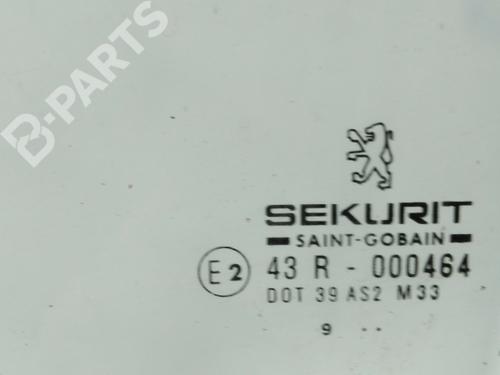 B-PARTS
SEKURIT
SAINT-GOBAIN
E2 43 R - 000464
DOT 39 AS2 M33
9 ..